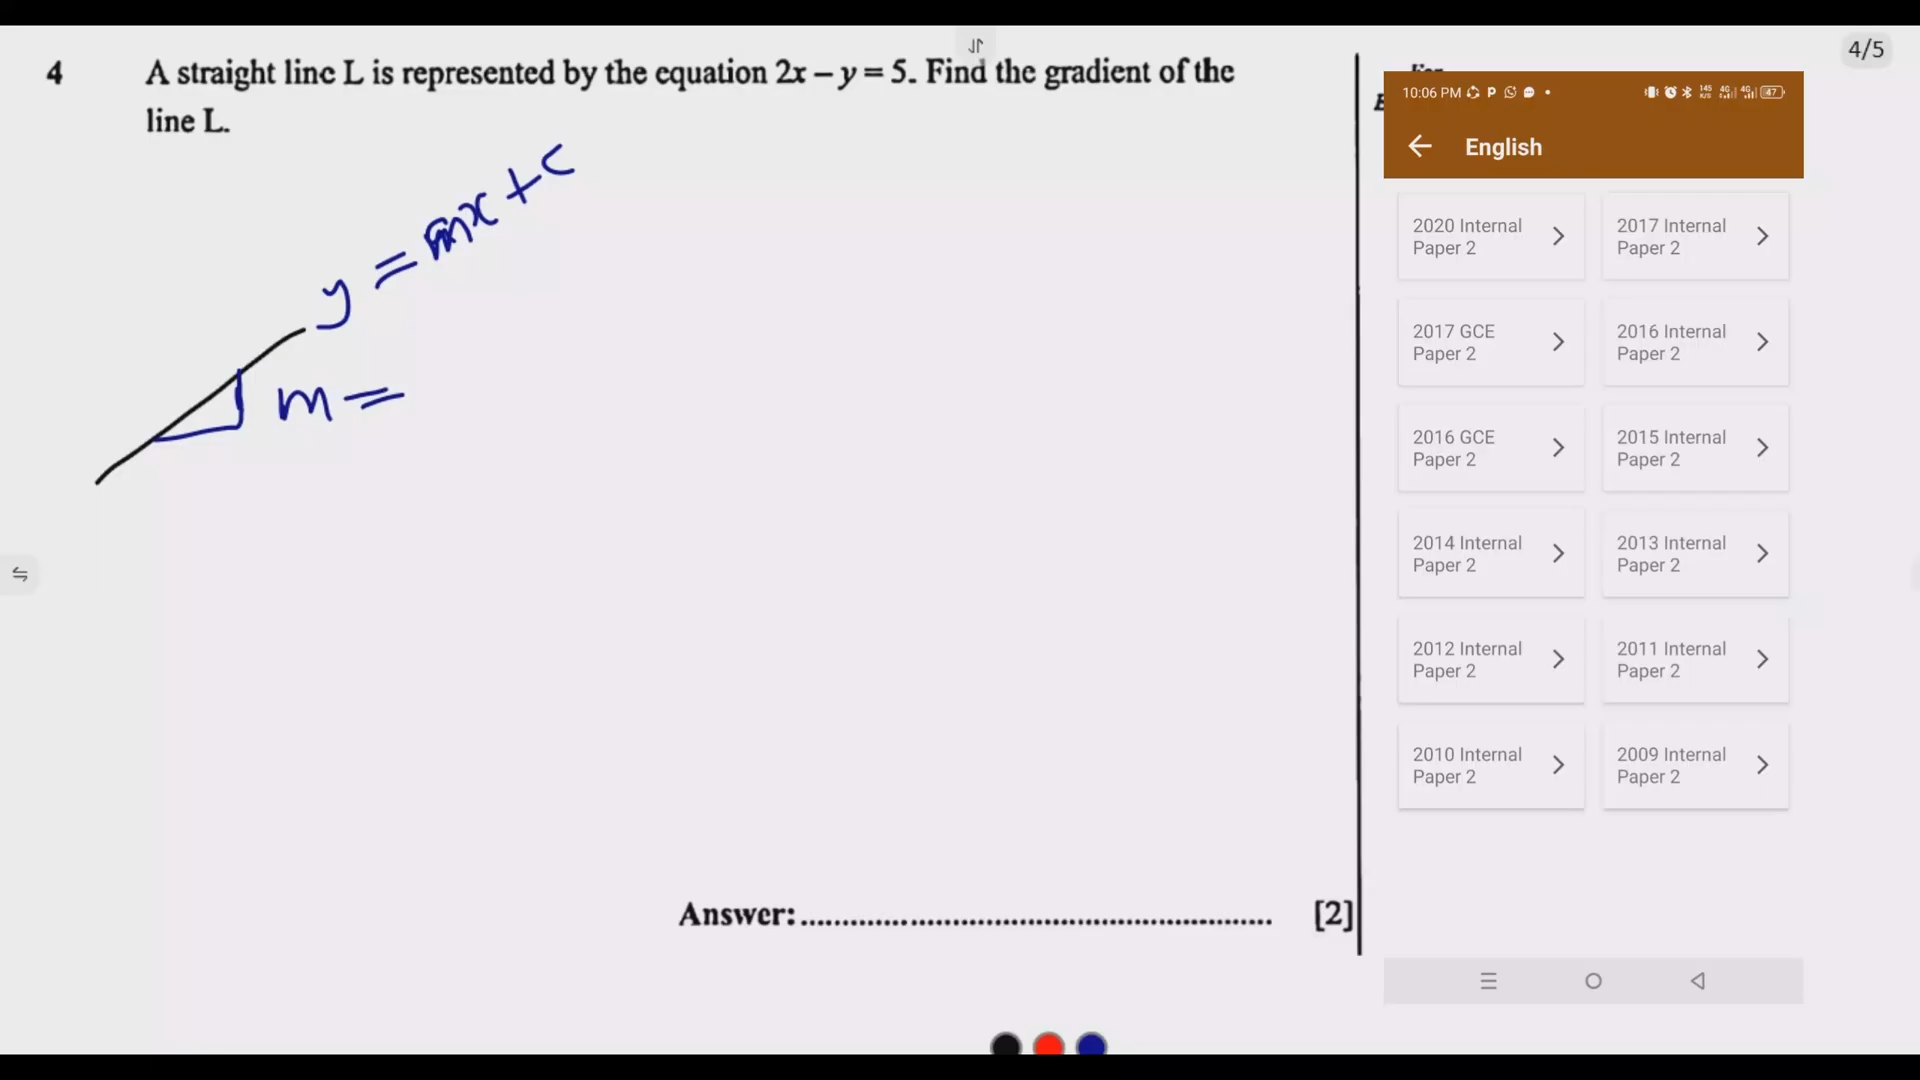 4/5
4 A straight line L is represented by the equation 2x – y = 5. Find the gradient of the
line L.
y = mx + c
m =
Answer:.......................................................... [2]
10:06 PM
47
English
2020 Internal Paper 2
2017 Internal Paper 2
2017 GCE Paper 2
2016 Internal Paper 2
2016 GCE Paper 2
2015 Internal Paper 2
2014 Internal Paper 2
2013 Internal Paper 2
2012 Internal Paper 2
2011 Internal Paper 2
2010 Internal Paper 2
2009 Internal Paper 2